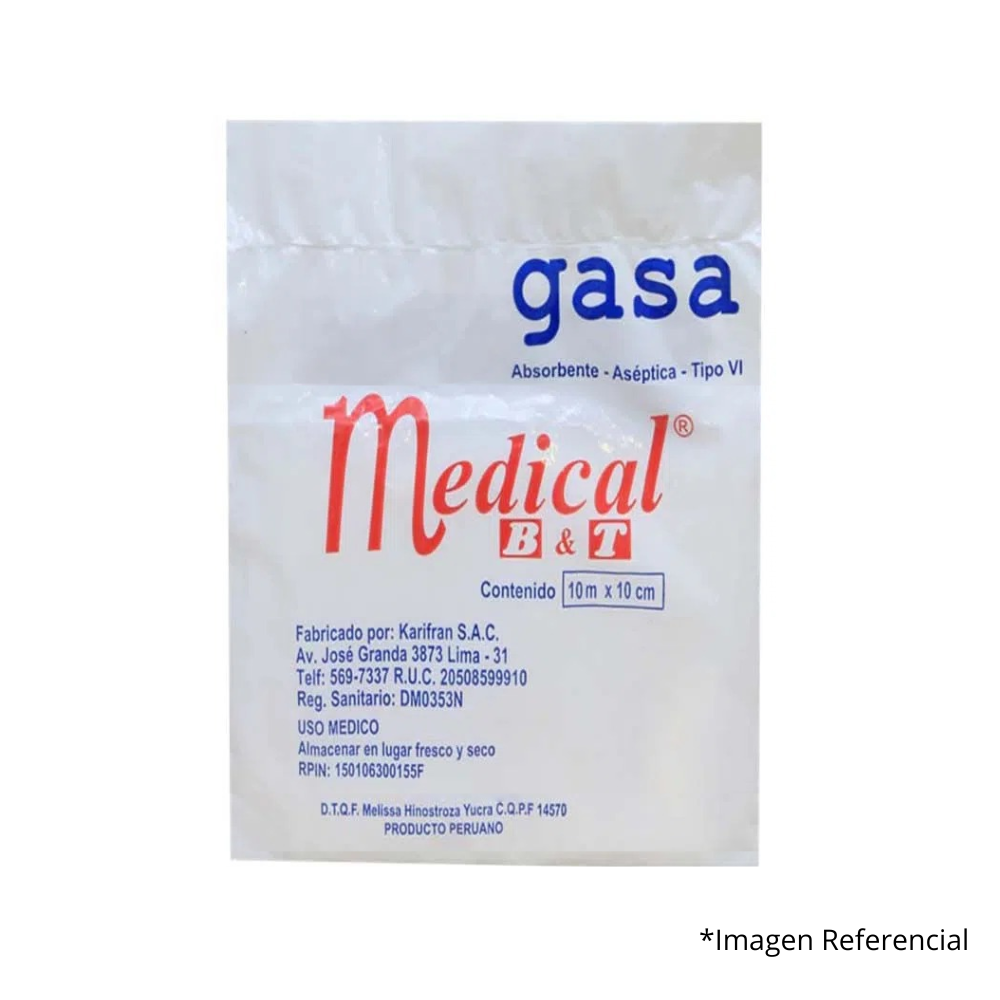 gasa
Absorbente - Aséptica - Tipo VI
Medical®
B & T
Contenido 10m x 10 cm
Fabricado por: Karifran S.A.C.
Av. José Granda 3873 Lima - 31
Telf: 569-7337 R.U.C. 20508599910
Reg. Sanitario: DM0353N
USO MEDICO
Almacenar en lugar fresco y seco
RPIN: 150106300155F
D.T.Q.F. Melissa Hinostroza Yucra C.Q.P.F 14570
PRODUCTO PERUANO
*Imagen Referencial